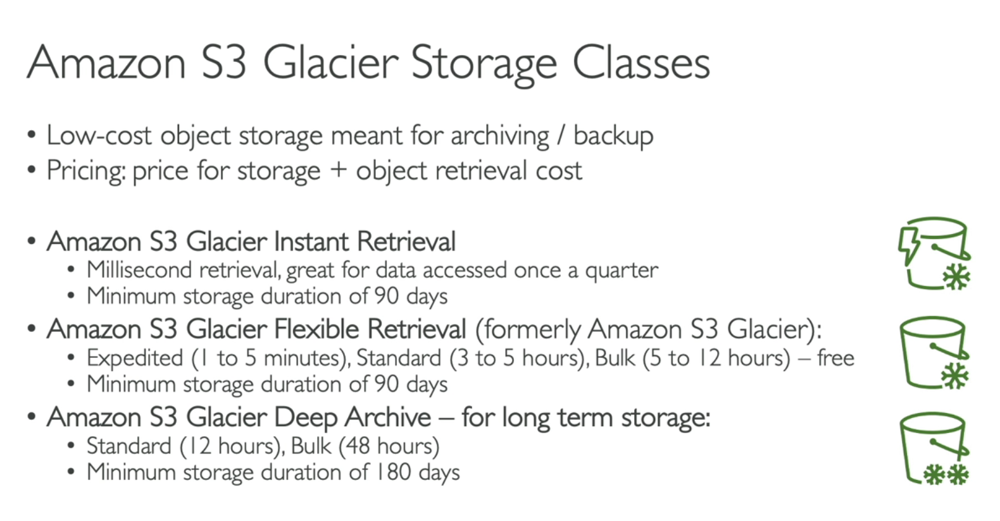 Amazon S3 Glacier Storage Classes
• Low-cost object storage meant for archiving / backup
• Pricing: price for storage + object retrieval cost
• Amazon S3 Glacier Instant Retrieval
• Millisecond retrieval, great for data accessed once a quarter
• Minimum storage duration of 90 days
• Amazon S3 Glacier Flexible Retrieval (formerly Amazon S3 Glacier):
• Expedited (1 to 5 minutes), Standard (3 to 5 hours), Bulk (5 to 12 hours) – free
• Minimum storage duration of 90 days
• Amazon S3 Glacier Deep Archive – for long term storage:
• Standard (12 hours), Bulk (48 hours)
• Minimum storage duration of 180 days